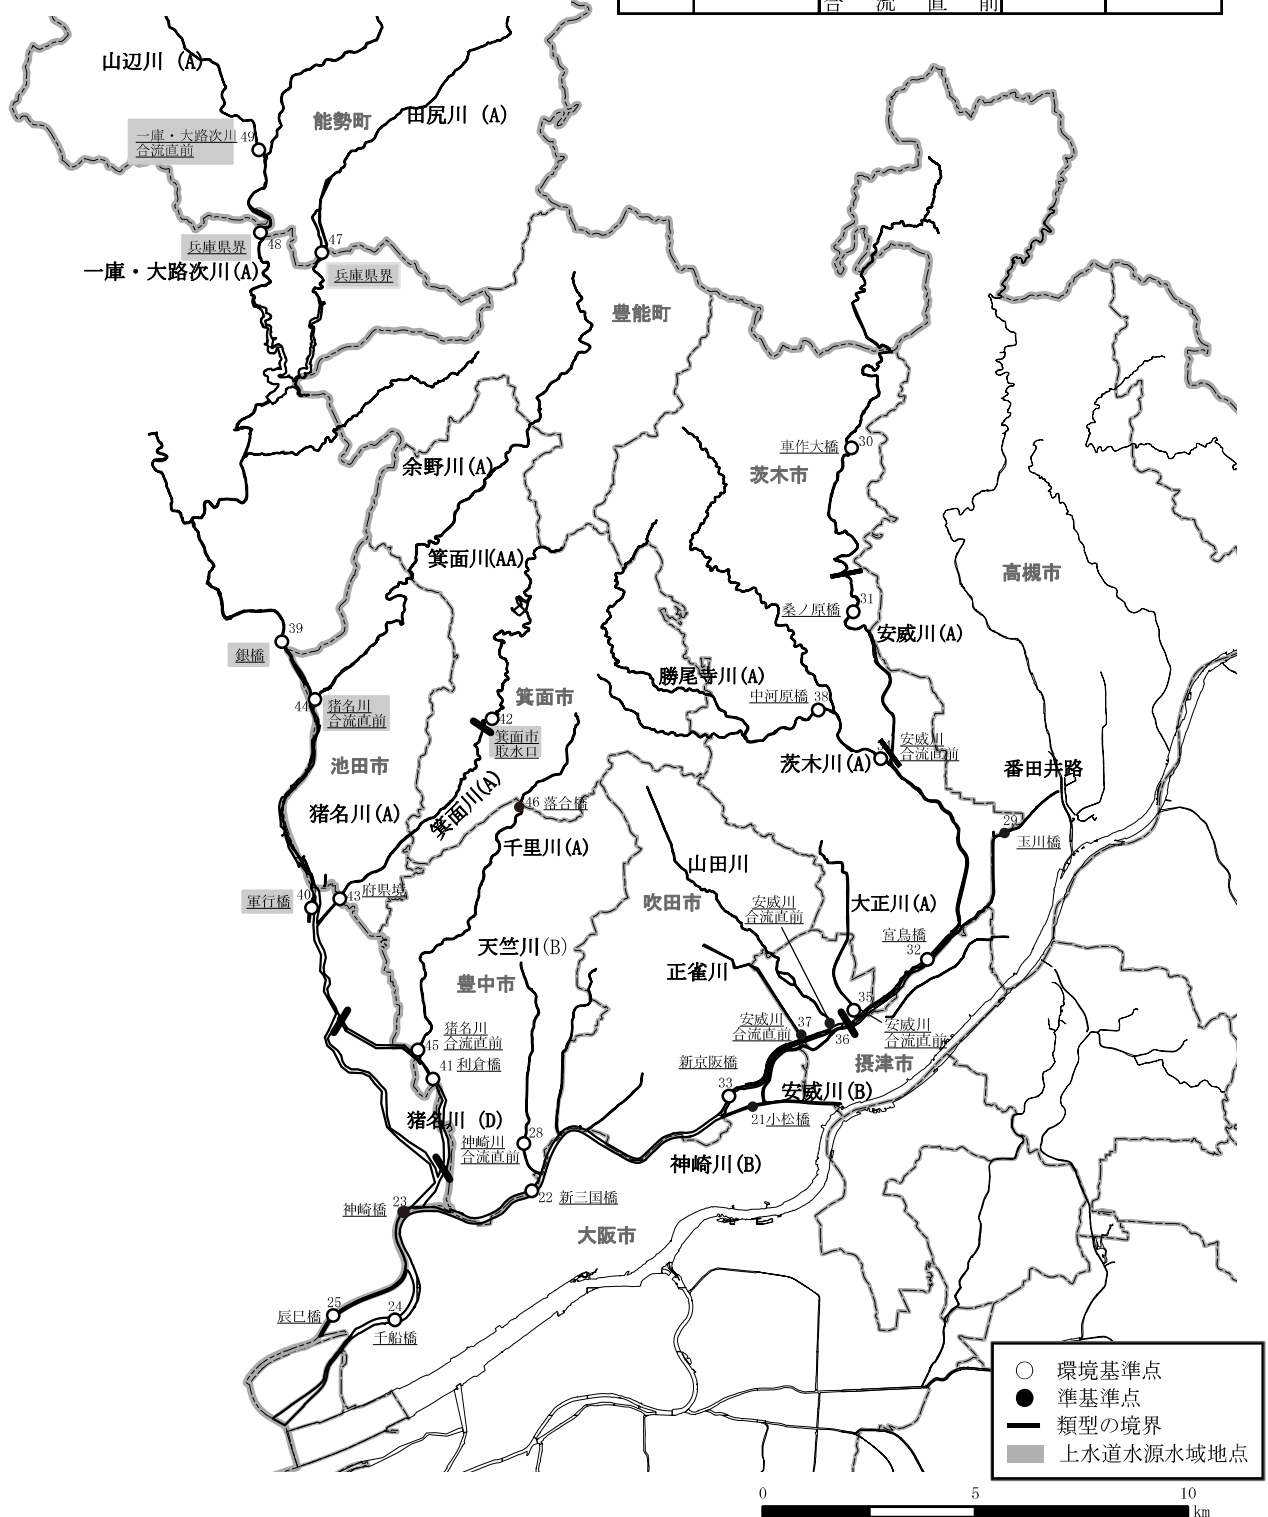 合 流 直 前
山辺川 (A)
能勢町
田尻川 (A)
一庫・大路次川
合流直前
49
兵庫県界
48
47
兵庫県界
一庫・大路次川(A)
豊能町
車作大橋
30
茨木市
余野川(A)
箕面川(AA)
高槻市
桑ノ原橋
31
安威川(A)
39
銀橋
44
猪名川
合流直前
勝尾寺川(A)
中河原橋
38
箕面市
42
箕面市
取水口
安威川
合流直前
茨木川(A)
番田井路
池田市
猪名川(A)
箕面川(A)
46 落合橋
千里川(A)
29
玉川橋
山田川
吹田市
安威川
合流直前
大正川(A)
軍行橋
40
43
府県境
宮鳥橋
32
天竺川(B)
豊中市
正雀川
猪名川
合流直前
45
安威川
合流直前
37
35
36
安威川
合流直前
摂津市
41 利倉橋
新京阪橋
33
安威川(B)
猪名川 (D)
21小松橋
神崎川
合流直前
28
神崎川(B)
22 新三国橋
神崎橋
23
大阪市
辰巳橋
25
24
千船橋
環境基準点
準基準点
類型の境界
上水道水源水域地点
0 5 10
km